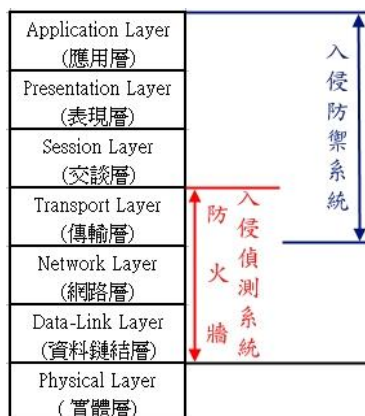 Application Layer
(應用層)
Presentation Layer
(表現層)
Session Layer
(交談層)
Transport Layer
(傳輸層)
Network Layer
(網路層)
Data-Link Layer
(資料鏈結層)
Physical Layer
(實體層)
防火牆
入侵偵測系統
入侵防禦系統